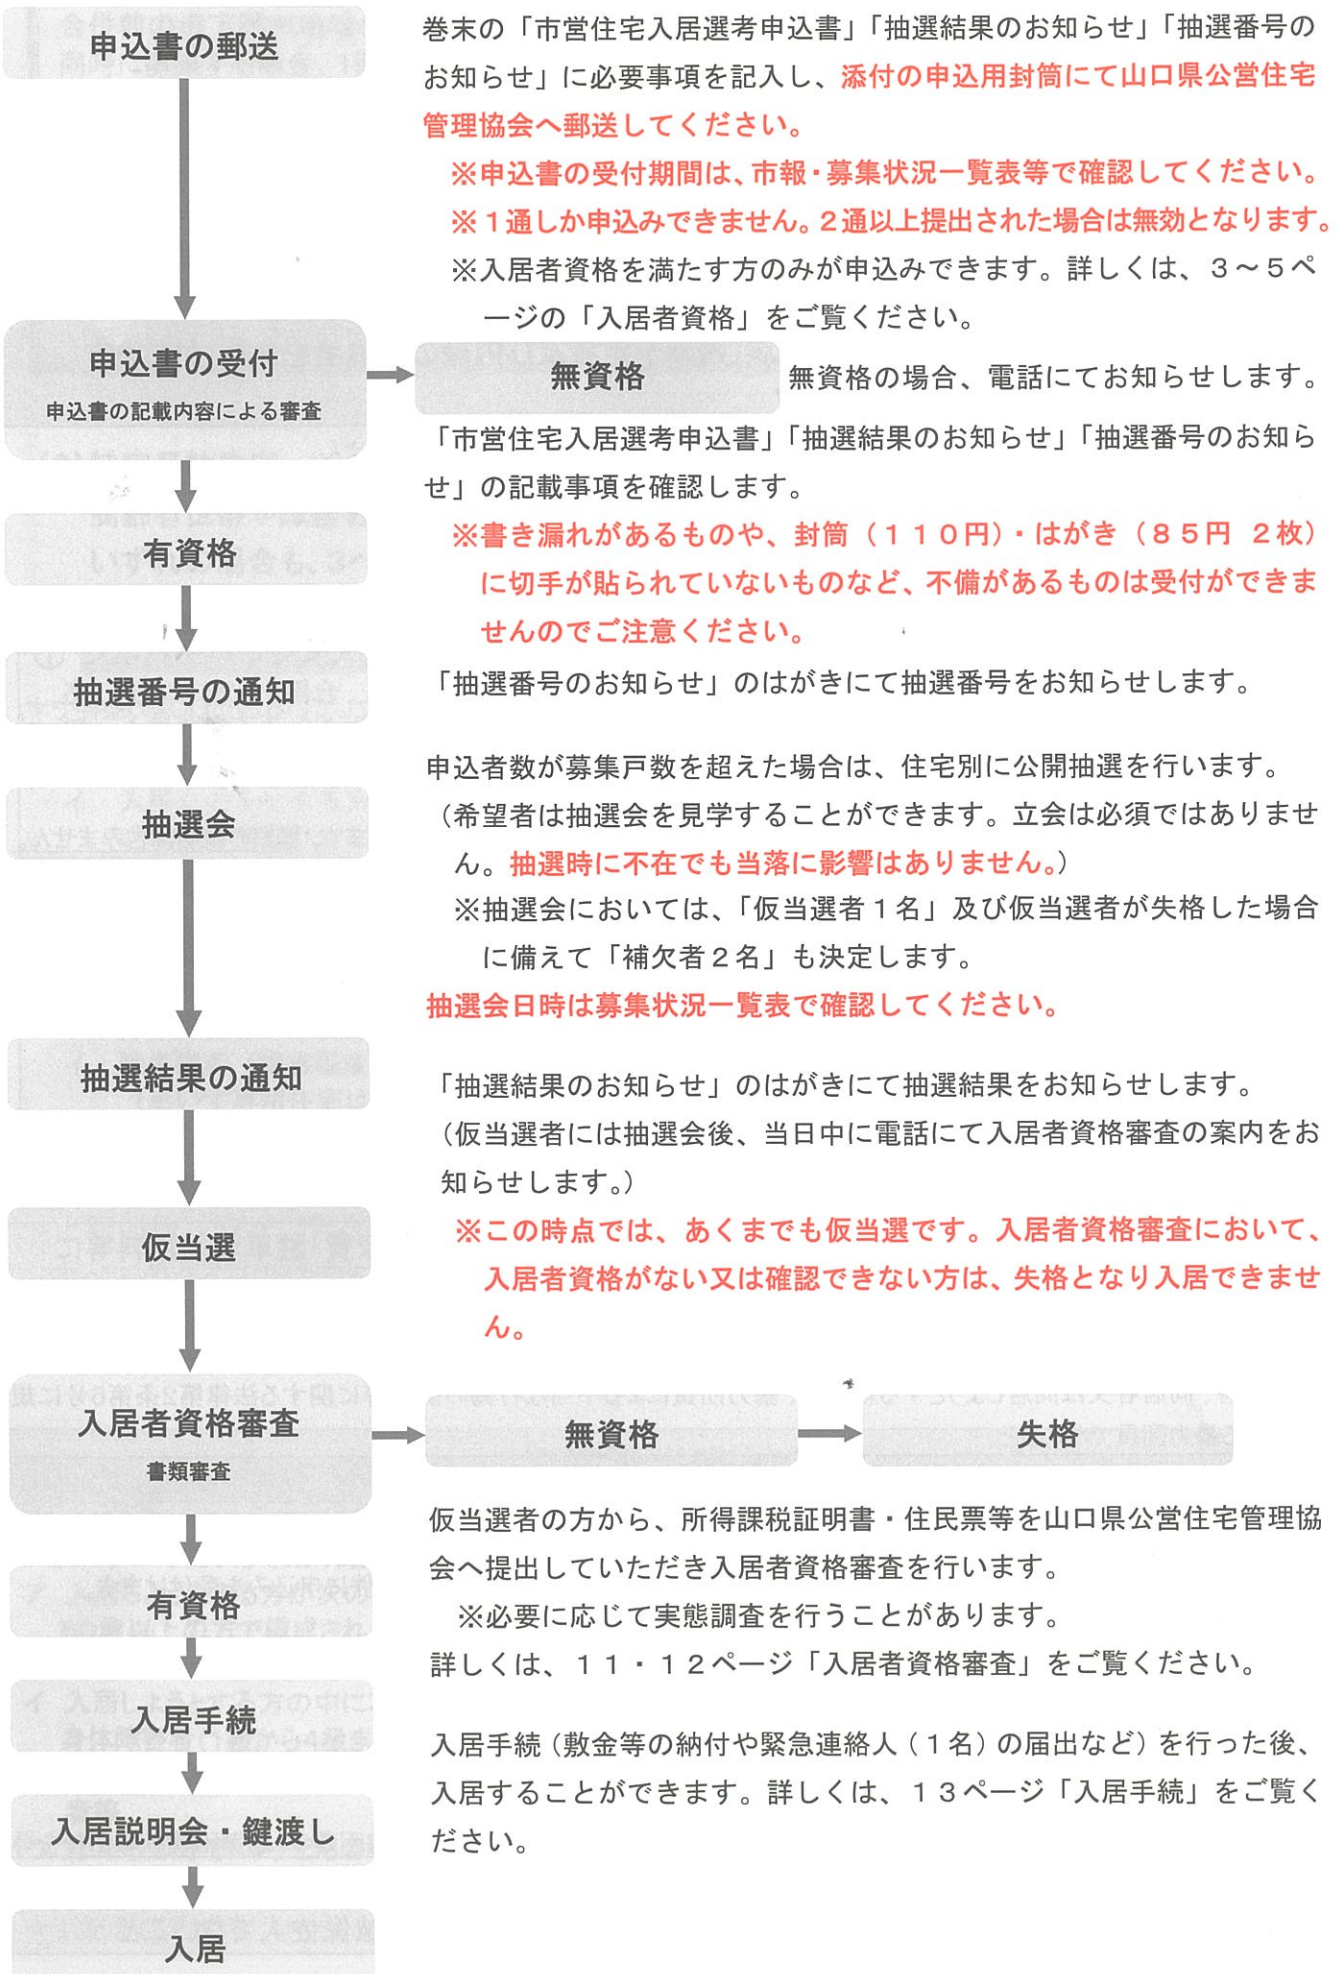 申込書の郵送
巻末の「市営住宅入居選考申込書」「抽選結果のお知らせ」「抽選番号の
お知らせ」に必要事項を記入し、添付の申込用封筒にて山口県公営住宅
管理協会へ郵送してください。
※申込書の受付期間は、市報・募集状況一覧表等で確認してください。
※１通しか申込みできません。２通以上提出された場合は無効となります。
※入居者資格を満たす方のみが申込みできます。詳しくは、３～５ペ
ージの「入居者資格」をご覧ください。
申込書の受付
申込書の記載内容による審査
無資格
無資格の場合、電話にてお知らせします。
「市営住宅入居選考申込書」「抽選結果のお知らせ」「抽選番号のお知ら
せ」の記載事項を確認します。
※書き漏れがあるものや、封筒（１１０円）・はがき（８５円 ２枚）
に切手が貼られていないものなど、不備があるものは受付ができま
せんのでご注意ください。
有資格
抽選番号の通知
「抽選番号のお知らせ」のはがきにて抽選番号をお知らせします。
抽選会
申込者数が募集戸数を超えた場合は、住宅別に公開抽選を行います。
（希望者は抽選会を見学することができます。立会は必須ではありませ
ん。抽選時に不在でも当落に影響はありません。）
※抽選会においては、「仮当選者１名」及び仮当選者が失格した場合
に備えて「補欠者２名」も決定します。
抽選会日時は募集状況一覧表で確認してください。
抽選結果の通知
「抽選結果のお知らせ」のはがきにて抽選結果をお知らせします。
（仮当選者には抽選会後、当日中に電話にて入居者資格審査の案内をお
知らせします。）
仮当選
※この時点では、あくまでも仮当選です。入居者資格審査において、
入居者資格がない又は確認できない方は、失格となり入居できませ
ん。
入居者資格審査
書類審査
無資格
失格
仮当選者の方から、所得課税証明書・住民票等を山口県公営住宅管理協
会へ提出していただき入居者資格審査を行います。
※必要に応じて実態調査を行うことがあります。
詳しくは、１１・１２ページ「入居者資格審査」をご覧ください。
有資格
入居手続
入居手続（敷金等の納付や緊急連絡人（１名）の届出など）を行った後、
入居することができます。詳しくは、１３ページ「入居手続」をご覧く
ださい。
入居説明会・鍵渡し
入居